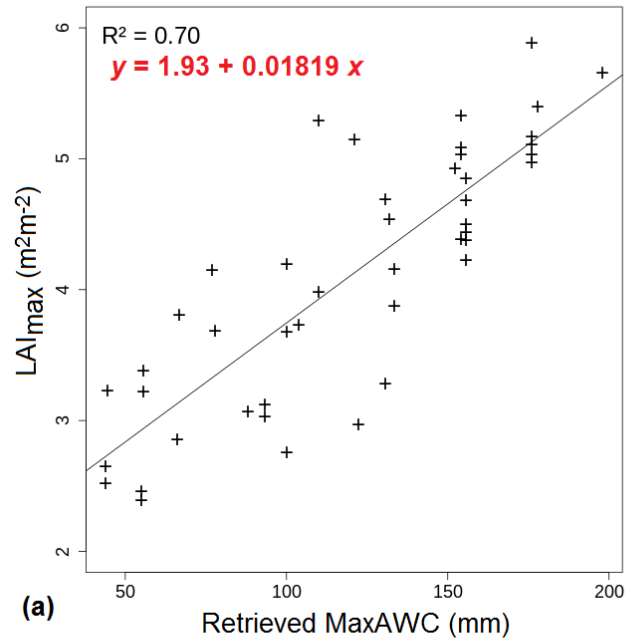 R² = 0.70
y = 1.93 + 0.01819 x
6
5
4
3
2
LAImax (m²m-2)
50 100 150 200
(a)
Retrieved MaxAWC (mm)